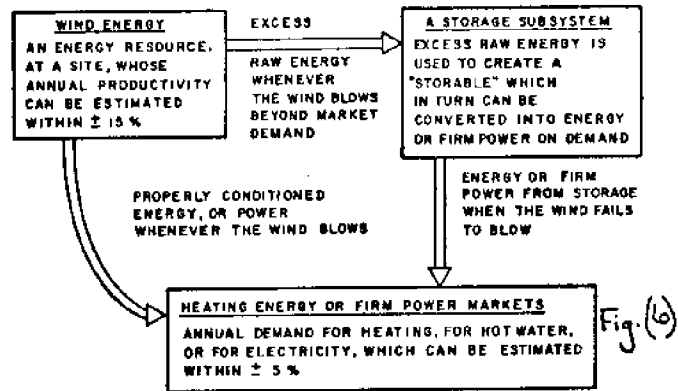 WIND ENERGY
AN ENERGY RESOURCE,
AT A SITE, WHOSE
ANNUAL PRODUCTIVITY
CAN BE ESTIMATED
WITHIN ± 15 %
EXCESS
RAW ENERGY
WHENEVER
THE WIND BLOWS
BEYOND MARKET
DEMAND
A STORAGE SUBSYSTEM
EXCESS RAW ENERGY IS
USED TO CREATE A
"STORABLE" WHICH
IN TURN CAN BE
CONVERTED INTO ENERGY
OR FIRM POWER ON DEMAND
PROPERLY CONDITIONED
ENERGY, OR POWER
WHENEVER THE WIND BLOWS
ENERGY OR FIRM
POWER FROM STORAGE
WHEN THE WIND FAILS
TO BLOW
HEATING ENERGY OR FIRM POWER MARKETS
ANNUAL DEMAND FOR HEATING, FOR HOT WATER,
OR FOR ELECTRICITY, WHICH CAN BE ESTIMATED
WITHIN ± 5 %
Fig. (6)